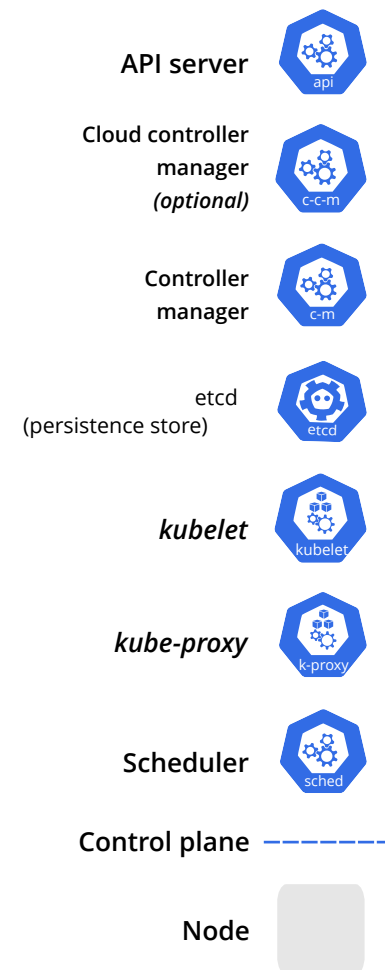 API server
api
Cloud controller
manager
(optional)
c-c-m
Controller
manager
c-m
etcd
(persistence store)
etcd
kubelet
kubelet
kube-proxy
k-proxy
Scheduler
sched
Control plane
Node